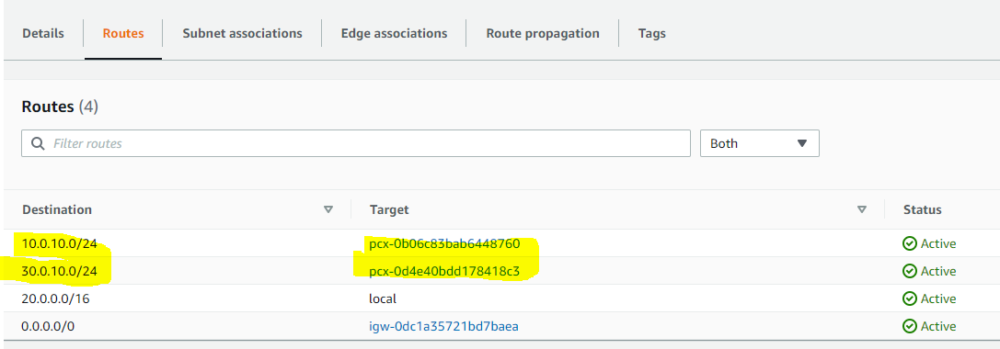 Details Routes Subnet associations Edge associations Route propagation Tags
Routes (4)
Filter routes Both
Destination Target Status
10.0.10.0/24 pcx-0b06c83bab6448760 Active
30.0.10.0/24 pcx-0d4e40bdd178418c3 Active
20.0.0.0/16 local Active
0.0.0.0/0 igw-0dc1a35721bd7baea Active